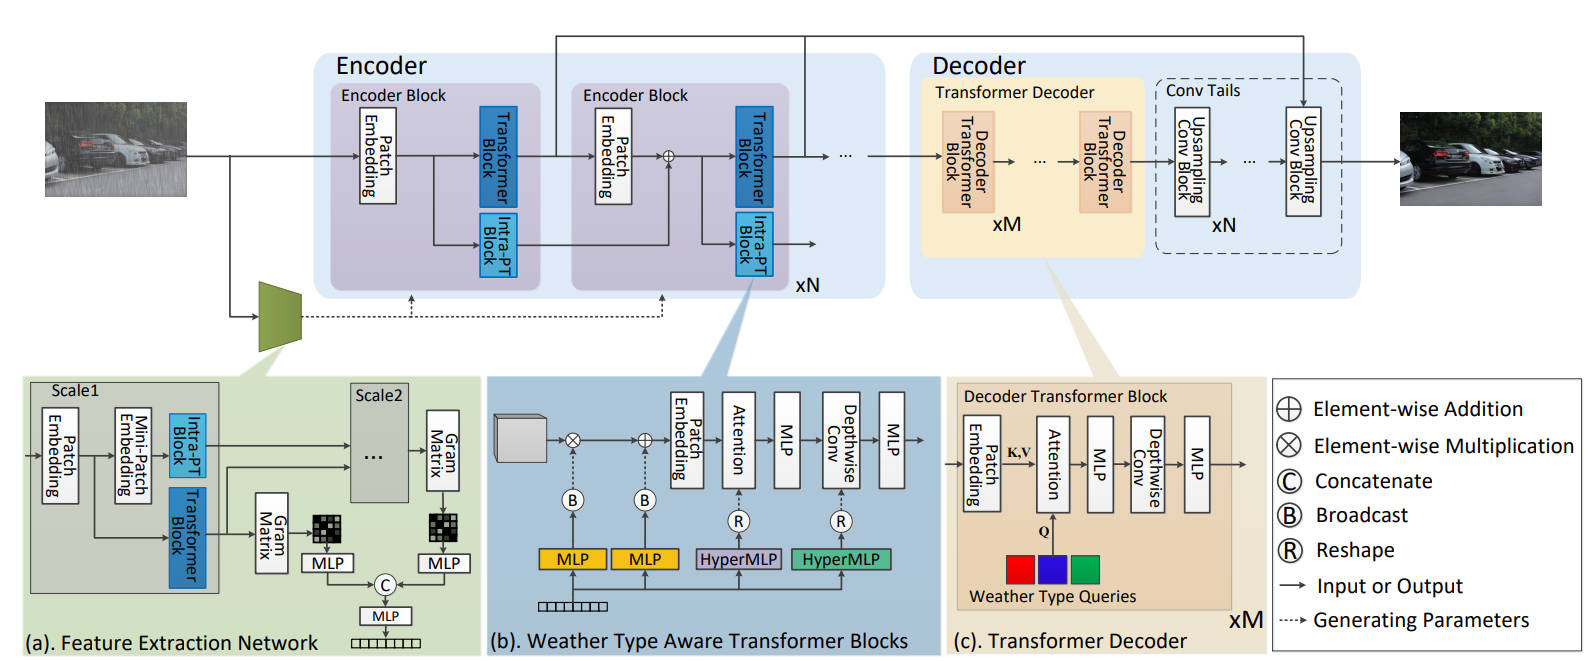 Encoder
Encoder Block
Patch
Embedding
Transformer
Block
Intra-PT
Block
Encoder Block
Patch
Embedding
Transformer
Block
Intra-PT
Block
...
xN
Decoder
Transformer Decoder
Decoder
Transformer
Block
...
Decoder
Transformer
Block
xM
Conv Tails
Upsampling
Conv Block
...
Upsampling
Conv Block
xN
Scale1
Patch
Embedding
Mini-Patch
Embedding
Intra-PT
Block
Transformer
Block
Gram
Matrix
MLP
Scale2
...
Gram
Matrix
MLP
C
MLP
(a). Feature Extraction Network
Patch
Embedding
Attention
MLP
Depthwise
Conv
MLP
B
B
R
R
MLP
MLP
HyperMLP
HyperMLP
(b). Weather Type Aware Transformer Blocks
Decoder Transformer Block
Patch
Embedding
K,V
Attention
MLP
Depthwise
Conv
MLP
Q
Weather Type Queries
xM
(c). Transformer Decoder
Element-wise Addition
Element-wise Multiplication
C Concatenate
B Broadcast
R Reshape
Input or Output
Generating Parameters